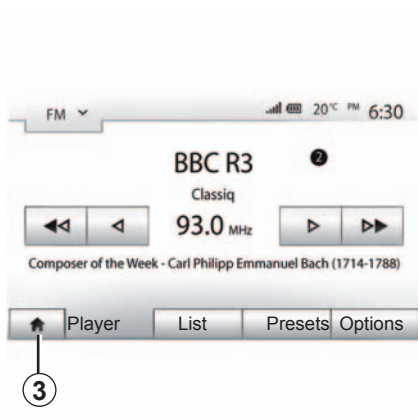 FM 20°C PM 6:30
BBC R3 2
Classiq
93.0 MHz
Composer of the Week - Carl Philipp Emmanuel Bach (1714-1788)
Player List Presets Options
3